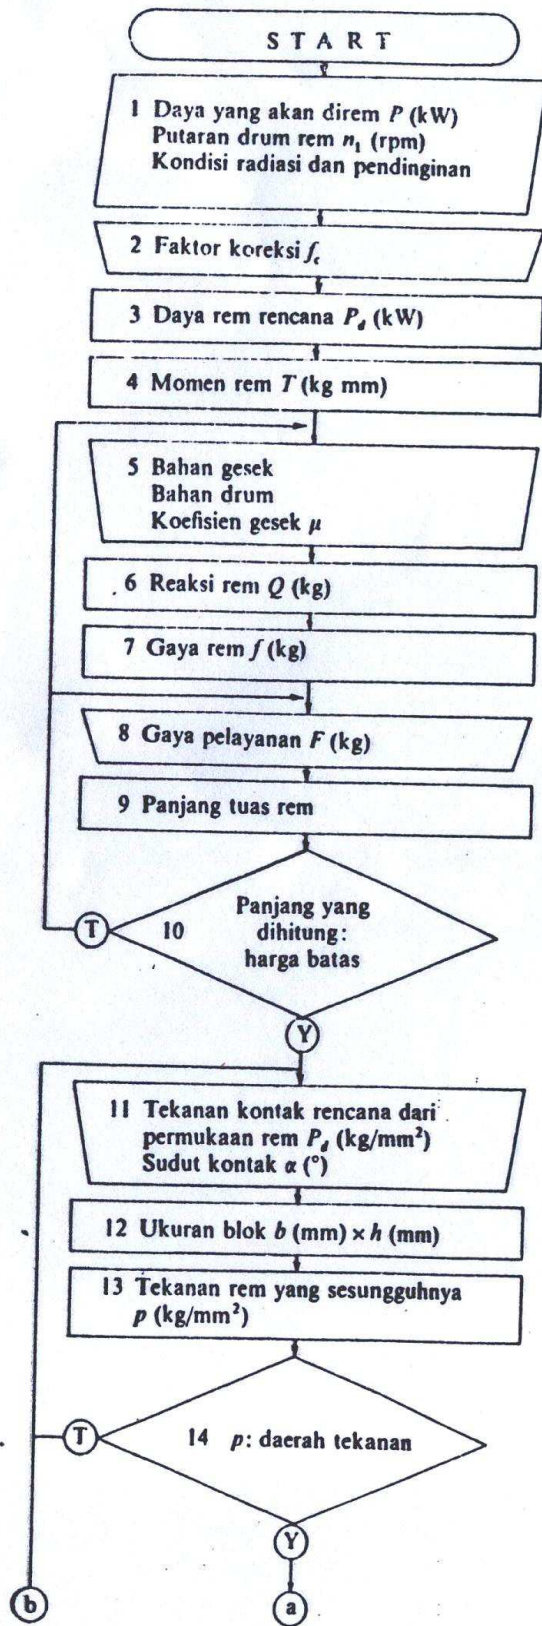 START
1 Daya yang akan direm P (kW)
Putaran drum rem n₁ (rpm)
Kondisi radiasi dan pendinginan
2 Faktor koreksi f꜀
3 Daya rem rencana P_d (kW)
4 Momen rem T (kg mm)
5 Bahan gesek
Bahan drum
Koefisien gesek μ
6 Reaksi rem Q (kg)
7 Gaya rem f (kg)
8 Gaya pelayanan F (kg)
9 Panjang tuas rem
10 Panjang yang
dihitung:
harga batas
T
Y
11 Tekanan kontak rencana dari
permukaan rem P_d (kg/mm²)
Sudut kontak α (°)
12 Ukuran blok b (mm) × h (mm)
13 Tekanan rem yang sesungguhnya
p (kg/mm²)
14 p: daerah tekanan
T
Y
b
a